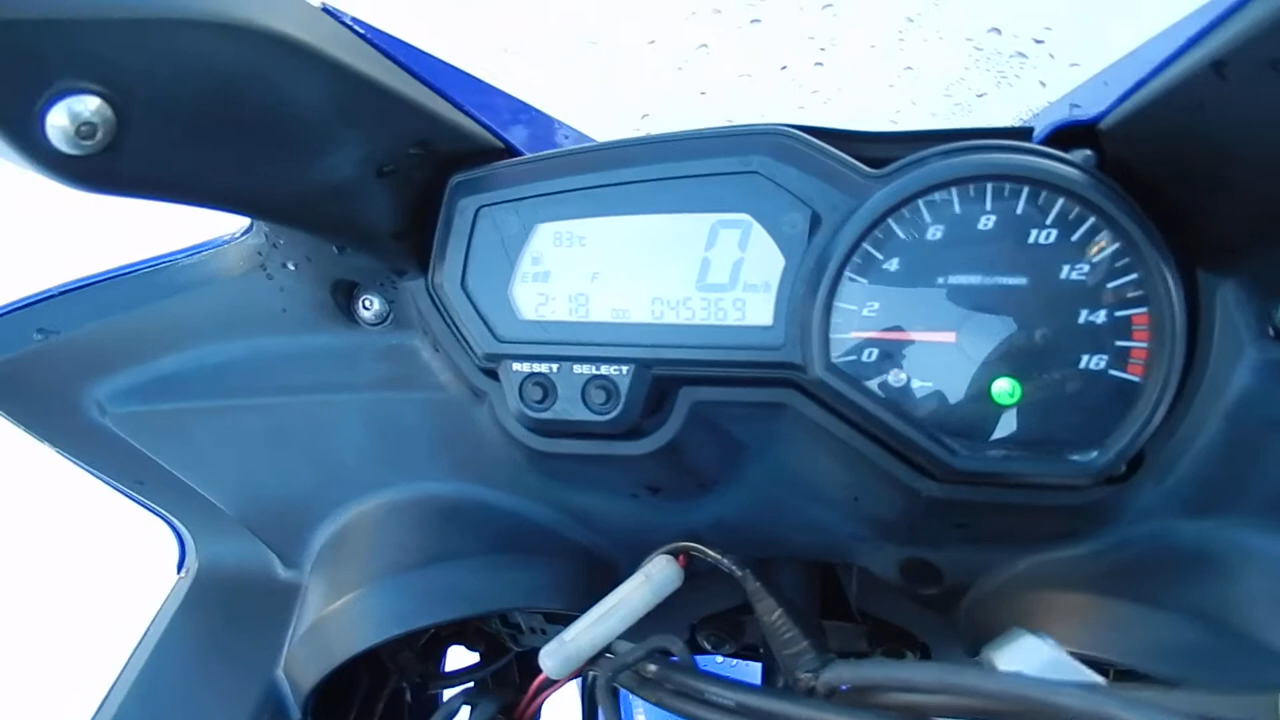 83°C
0
km/h
E F
2:18 ODO 045369
RESET SELECT
0
2
4
6
8
10
12
14
16
x1000 r/min
N